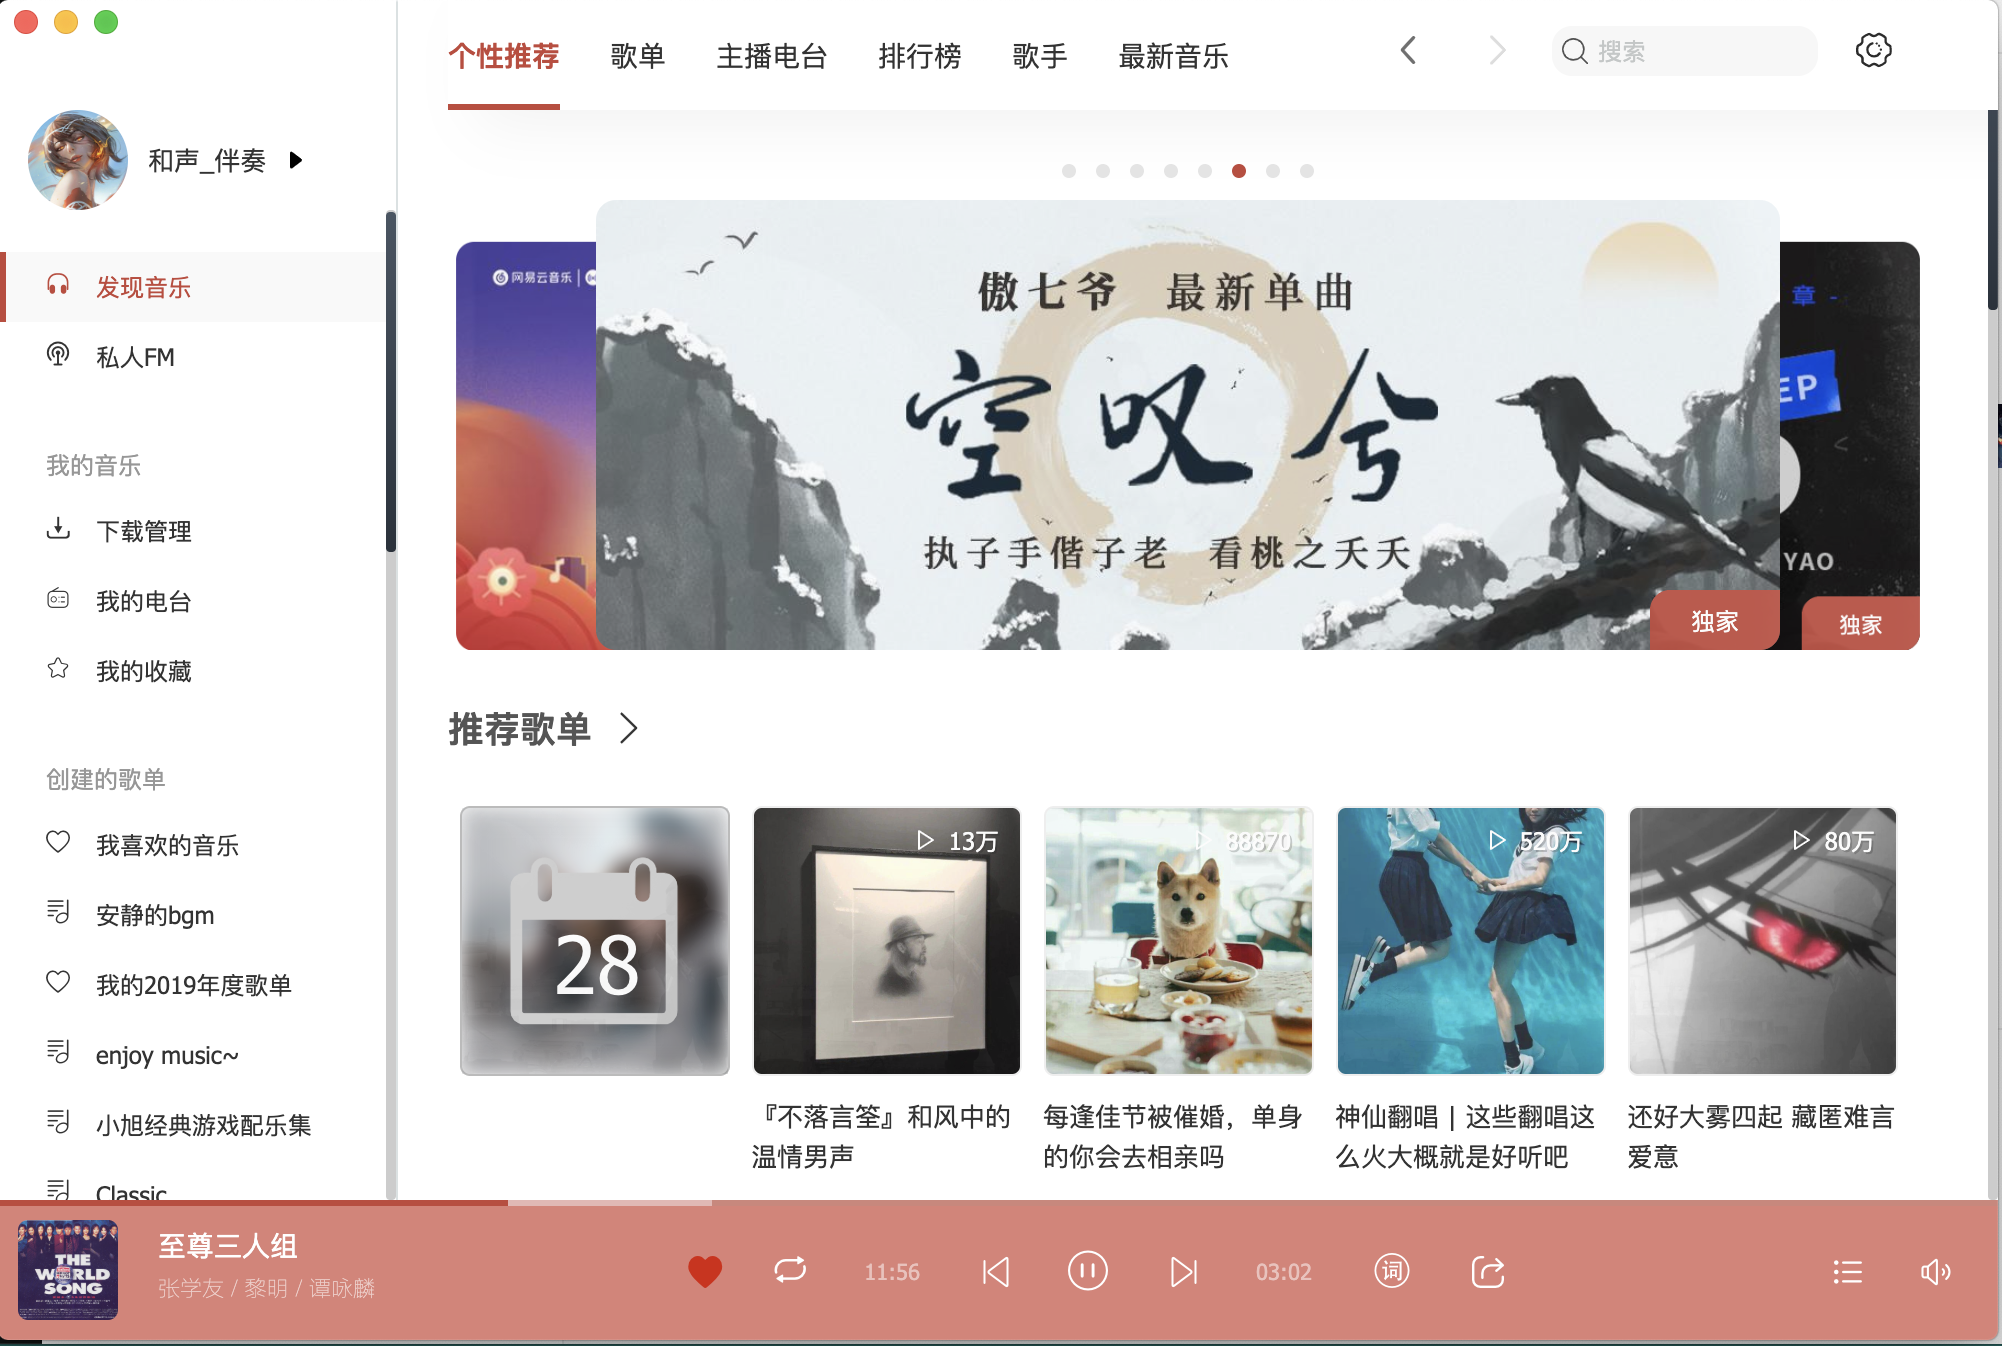 个性推荐 歌单 主播电台 排行榜 歌手 最新音乐
搜索
和声_伴奏
发现音乐
私人FM
我的音乐
下载管理
我的电台
我的收藏
创建的歌单
我喜欢的音乐
安静的bgm
我的2019年度歌单
enjoy music~
小旭经典游戏配乐集
Classic
网易云音乐
傲七爷 最新单曲
空叹兮
执子手偕子老 看桃之夭夭
独家
章 -
EP
YAO
独家
推荐歌单
28
13万
『不落言筌』和风中的
温情男声
88870
每逢佳节被催婚，单身
的你会去相亲吗
520万
神仙翻唱 | 这些翻唱这
么火大概就是好听吧
80万
还好大雾四起 藏匿难言
爱意
THE
WORLD
SONG
至尊三人组
张学友 / 黎明 / 谭咏麟
11:56
03:02
词